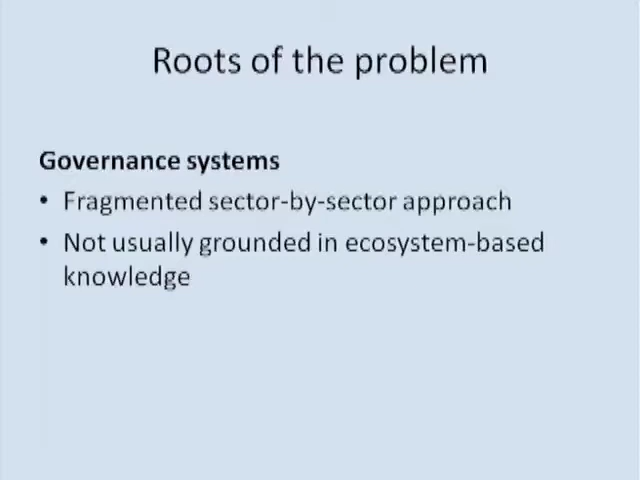 Roots of the problem
Governance systems
• Fragmented sector-by-sector approach
• Not usually grounded in ecosystem-based
knowledge